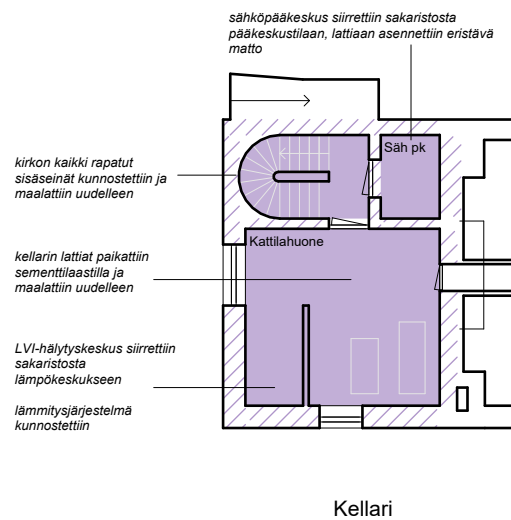 sähköpääkeskus siirrettiin sakaristosta
pääkeskustilaan, lattiaan asennettiin eristävä
matto
Säh pk
kirkon kaikki rapatut
sisäseinät kunnostettiin ja
maalattiin uudelleen
Kattilahuone
kellarin lattiat paikattiin
sementtilaastilla ja
maalattiin uudelleen
LVI-hälytyskeskus siirrettiin
sakaristosta
lämpökeskukseen
lämmitysjärjestelmä
kunnostettiin
Kellari